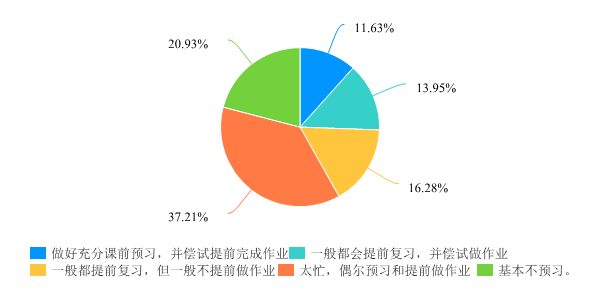 11.63%
20.93%
13.95%
16.28%
37.21%
做好充分课前预习，并尝试提前完成作业 一般都会提前复习，并尝试做作业
一般都提前复习，但一般不提前做作业 太忙，偶尔预习和提前做作业 基本不预习。